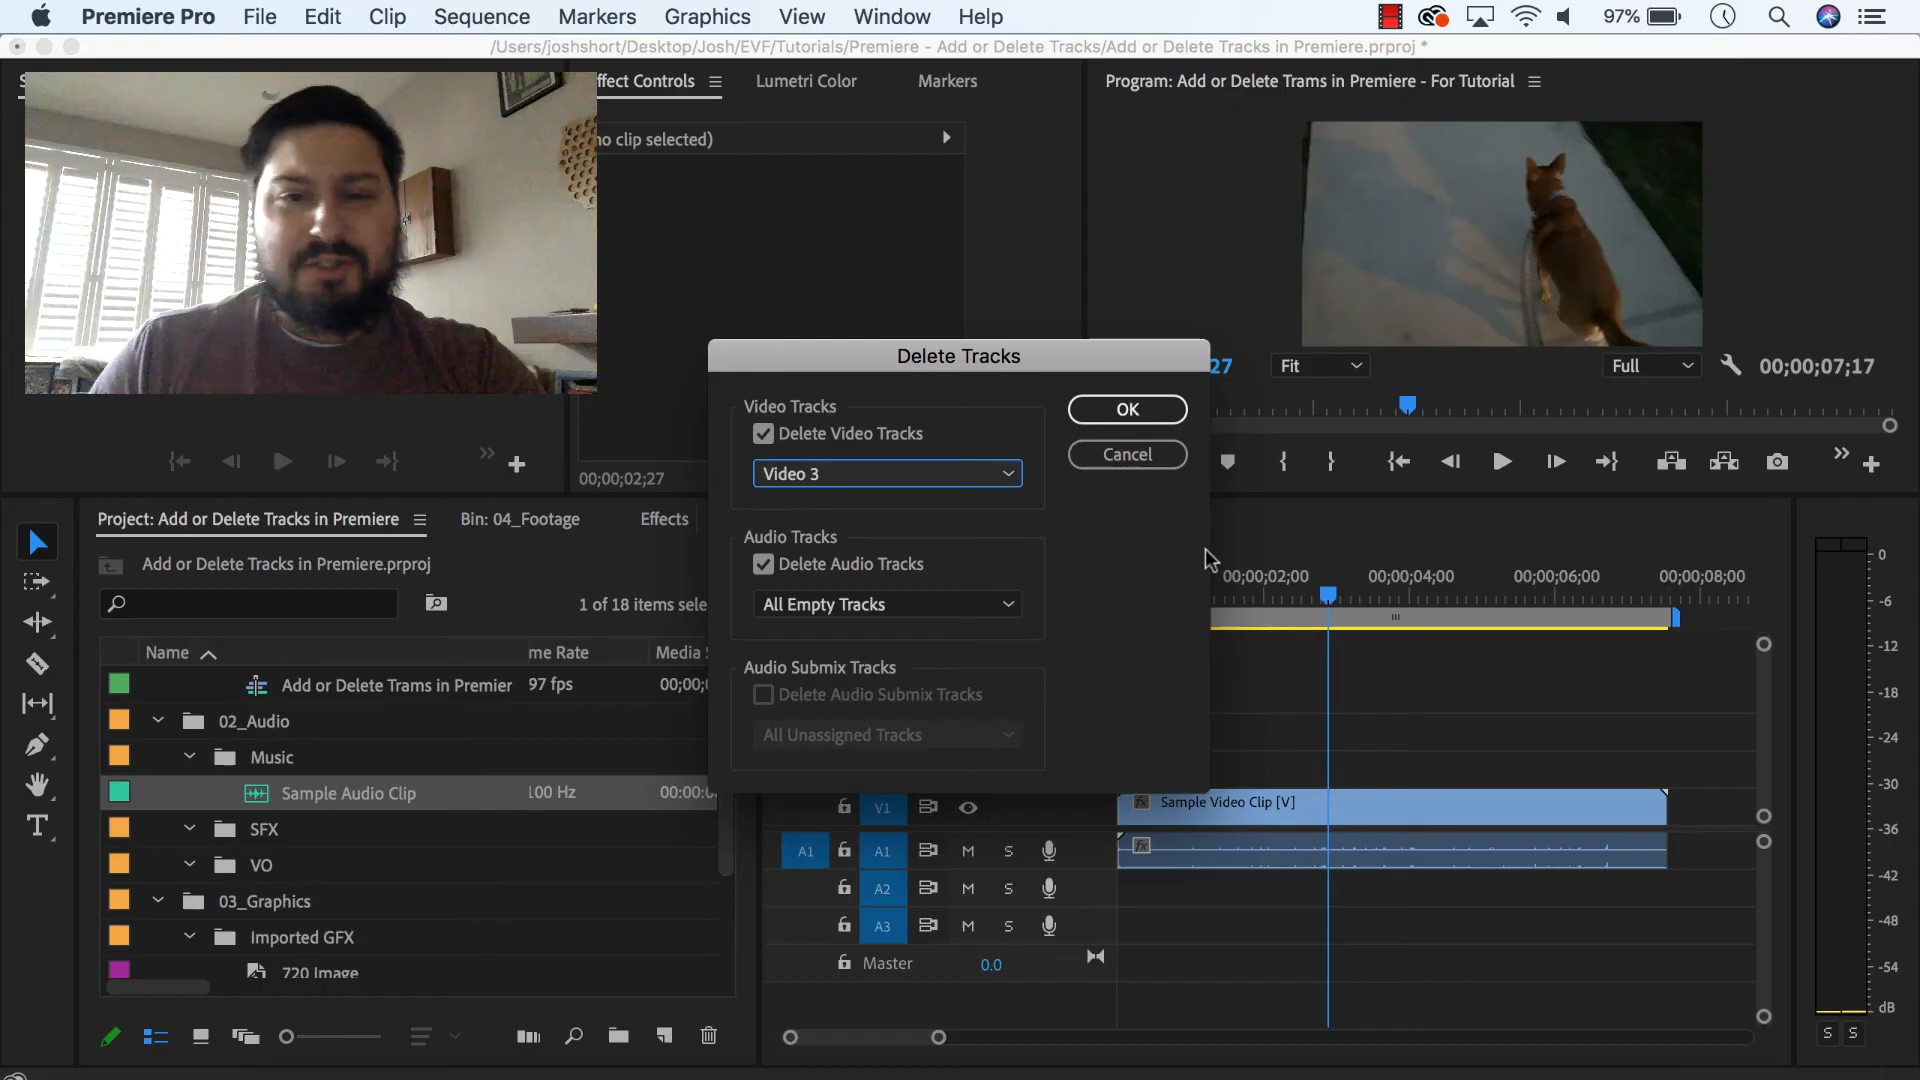 Premiere Pro File Edit Clip Sequence Markers Graphics View Window Help 97%
/Users/joshshort/Desktop/Josh/EVF/Tutorials/Premiere - Add or Delete Tracks/Add or Delete Tracks in Premiere.prproj *
ffect Controls Lumetri Color Markers Program: Add or Delete Trams in Premiere - For Tutorial
no clip selected)
Delete Tracks
27 Fit Full 00;00;07;17
Video Tracks
OK
Delete Video Tracks
Cancel
Video 3
00;00;02;27
Project: Add or Delete Tracks in Premiere Bin: 04_Footage Effects
Audio Tracks
Add or Delete Tracks in Premiere.prproj
Delete Audio Tracks
00;00;02;00 00;00;04;00 00;00;06;00 00;00;08;00
1 of 18 items sele
All Empty Tracks
Name me Rate Media
Audio Submix Tracks
Add or Delete Trams in Premier 97 fps 00;00;
Delete Audio Submix Tracks
02_Audio
All Unassigned Tracks
Music
Sample Audio Clip 100 Hz 00:00:0
V1 fx Sample Video Clip [V]
SFX
A1 A1 M S fx
VO
A2 M S
03_Graphics
A3 M S
Imported GFX
Master 0.0
720 Image
0
-6
-12
-18
-24
-30
-36
-42
-48
-54
dB
S S